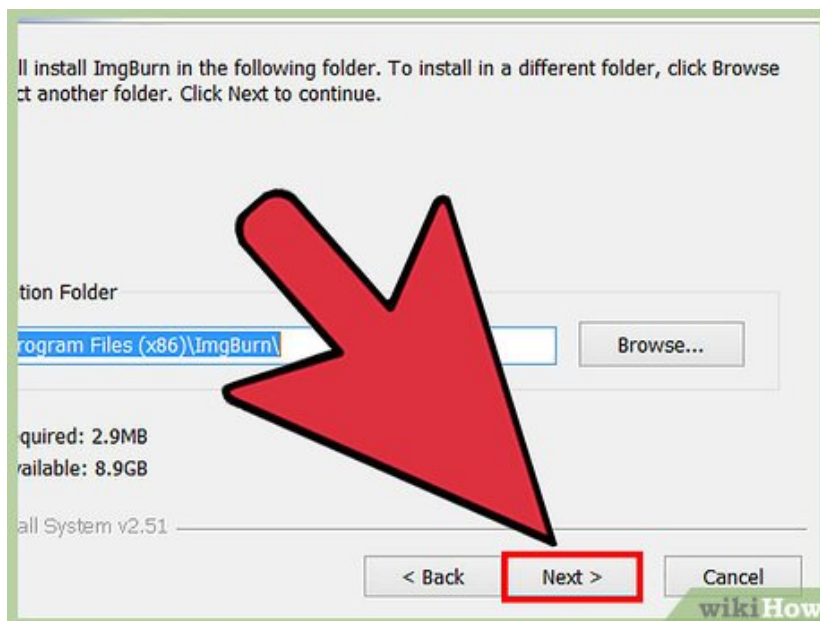 ll install ImgBurn in the following folder. To install in a different folder, click Browse
ct another folder. Click Next to continue.
tion Folder
rogram Files (x86)\ImgBurn\
Browse...
quired: 2.9MB
vailable: 8.9GB
all System v2.51
< Back
Next >
Cancel
wikiHow